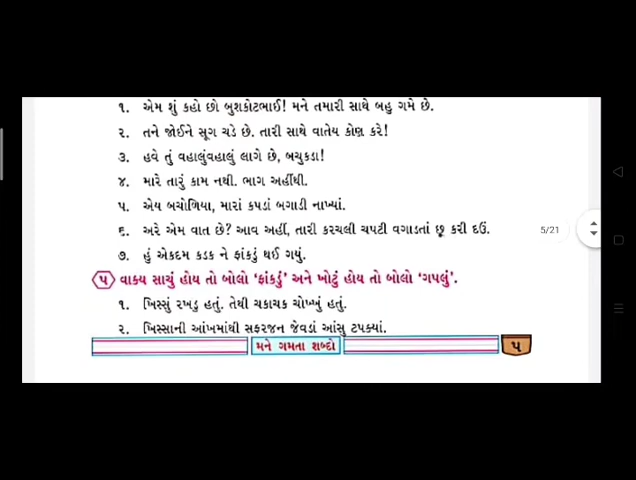 ૧. એમ શું કહો છો બુશકોટભાઈ! મને તમારી સાથે બહુ ગમે છે.
૨. તને જોઈને સૂગ ચડે છે. તારી સાથે વાતેય કોણ કરે!
૩. હવે તું વહાલુંવહાલું લાગે છે, બચુકડા!
૪. મારે તારું કામ નથી. ભાગ અહીંથી.
૫. એય બચોળિયા, મારાં કપડાં બગાડી નાખ્યાં.
૬. અરે એમ વાત છે? આવ અહીં, તારી કરચલી ચપટી વગાડતાં છૂ કરી દઉં.
5/21
૭. હું એકદમ કડક ને ફાંકડું થઈ ગયું.
૫ વાક્ય સાચું હોય તો બોલો ‘ફાંકડું’ અને ખોટું હોય તો બોલો ‘ગપલું’.
૧. ખિસ્સું રખડુ હતું. તેથી ચકાચક ચોખ્ખું હતું.
૨. ખિસ્સાની આંખમાંથી સફરજન જેવડાં આંસુ ટપક્યાં.
મને ગમતા શબ્દો
૫